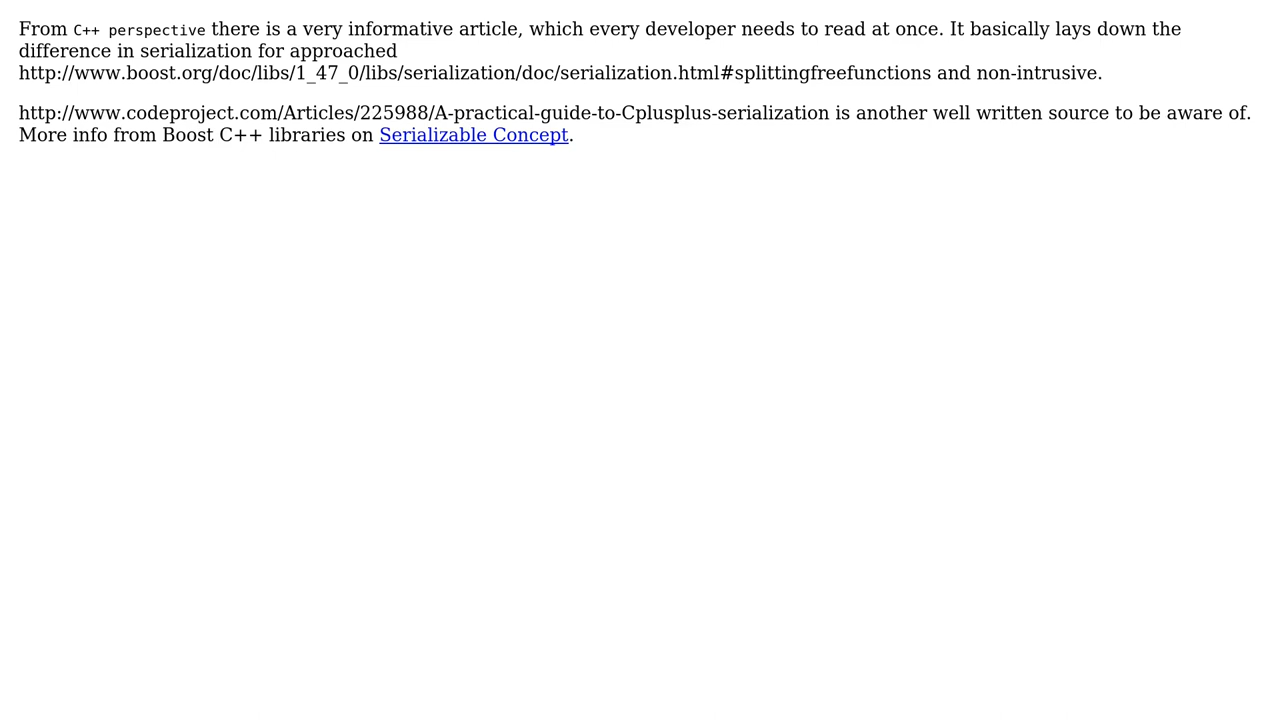 From C++ perspective there is a very informative article, which every developer needs to read at once. It basically lays down the
difference in serialization for approached
http://www.boost.org/doc/libs/1_47_0/libs/serialization/doc/serialization.html#splittingfreefunctions and non-intrusive.
http://www.codeproject.com/Articles/225988/A-practical-guide-to-Cplusplus-serialization is another well written source to be aware of.
More info from Boost C++ libraries on Serializable Concept.